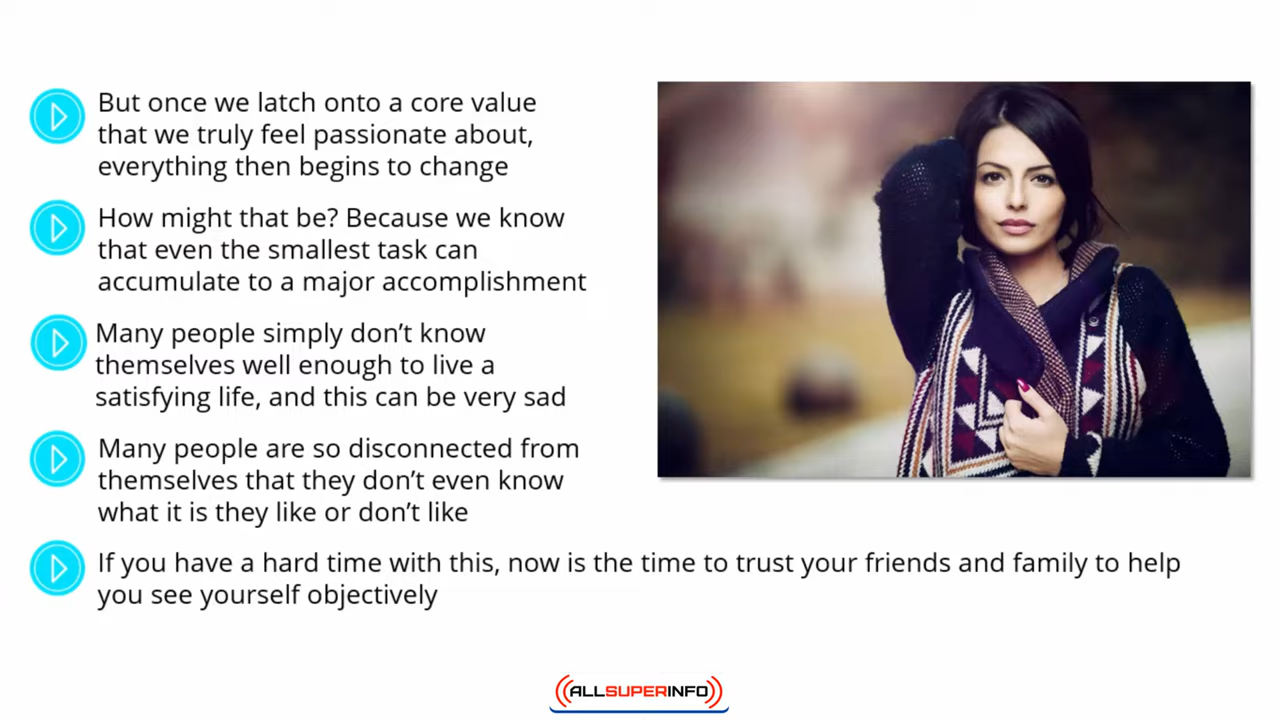 But once we latch onto a core value
that we truly feel passionate about,
everything then begins to change
How might that be? Because we know
that even the smallest task can
accumulate to a major accomplishment
Many people simply don’t know
themselves well enough to live a
satisfying life, and this can be very sad
Many people are so disconnected from
themselves that they don’t even know
what it is they like or don’t like
If you have a hard time with this, now is the time to trust your friends and family to help
you see yourself objectively
ALLSUPERINFO